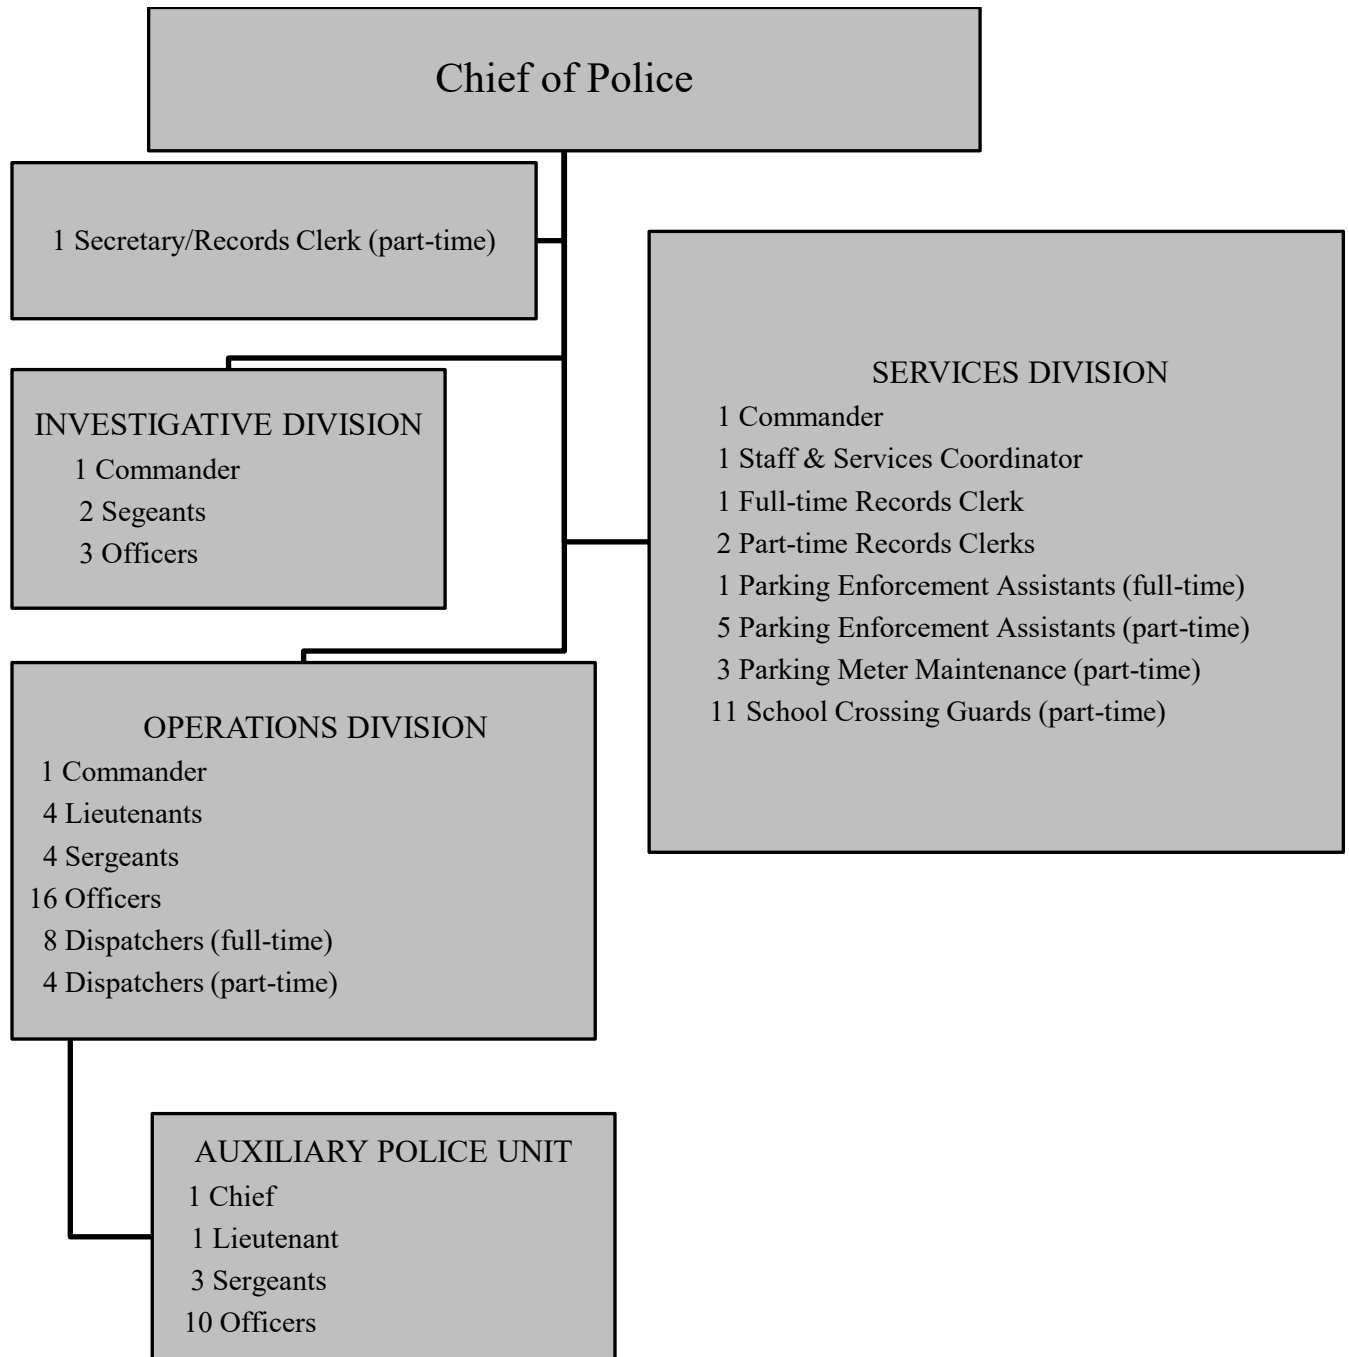 Chief of Police
1 Secretary/Records Clerk (part-time)
INVESTIGATIVE DIVISION
1 Commander
2 Segeants
3 Officers
SERVICES DIVISION
1 Commander
1 Staff & Services Coordinator
1 Full-time Records Clerk
2 Part-time Records Clerks
1 Parking Enforcement Assistants (full-time)
5 Parking Enforcement Assistants (part-time)
3 Parking Meter Maintenance (part-time)
11 School Crossing Guards (part-time)
OPERATIONS DIVISION
1 Commander
4 Lieutenants
4 Sergeants
16 Officers
8 Dispatchers (full-time)
4 Dispatchers (part-time)
AUXILIARY POLICE UNIT
1 Chief
1 Lieutenant
3 Sergeants
10 Officers